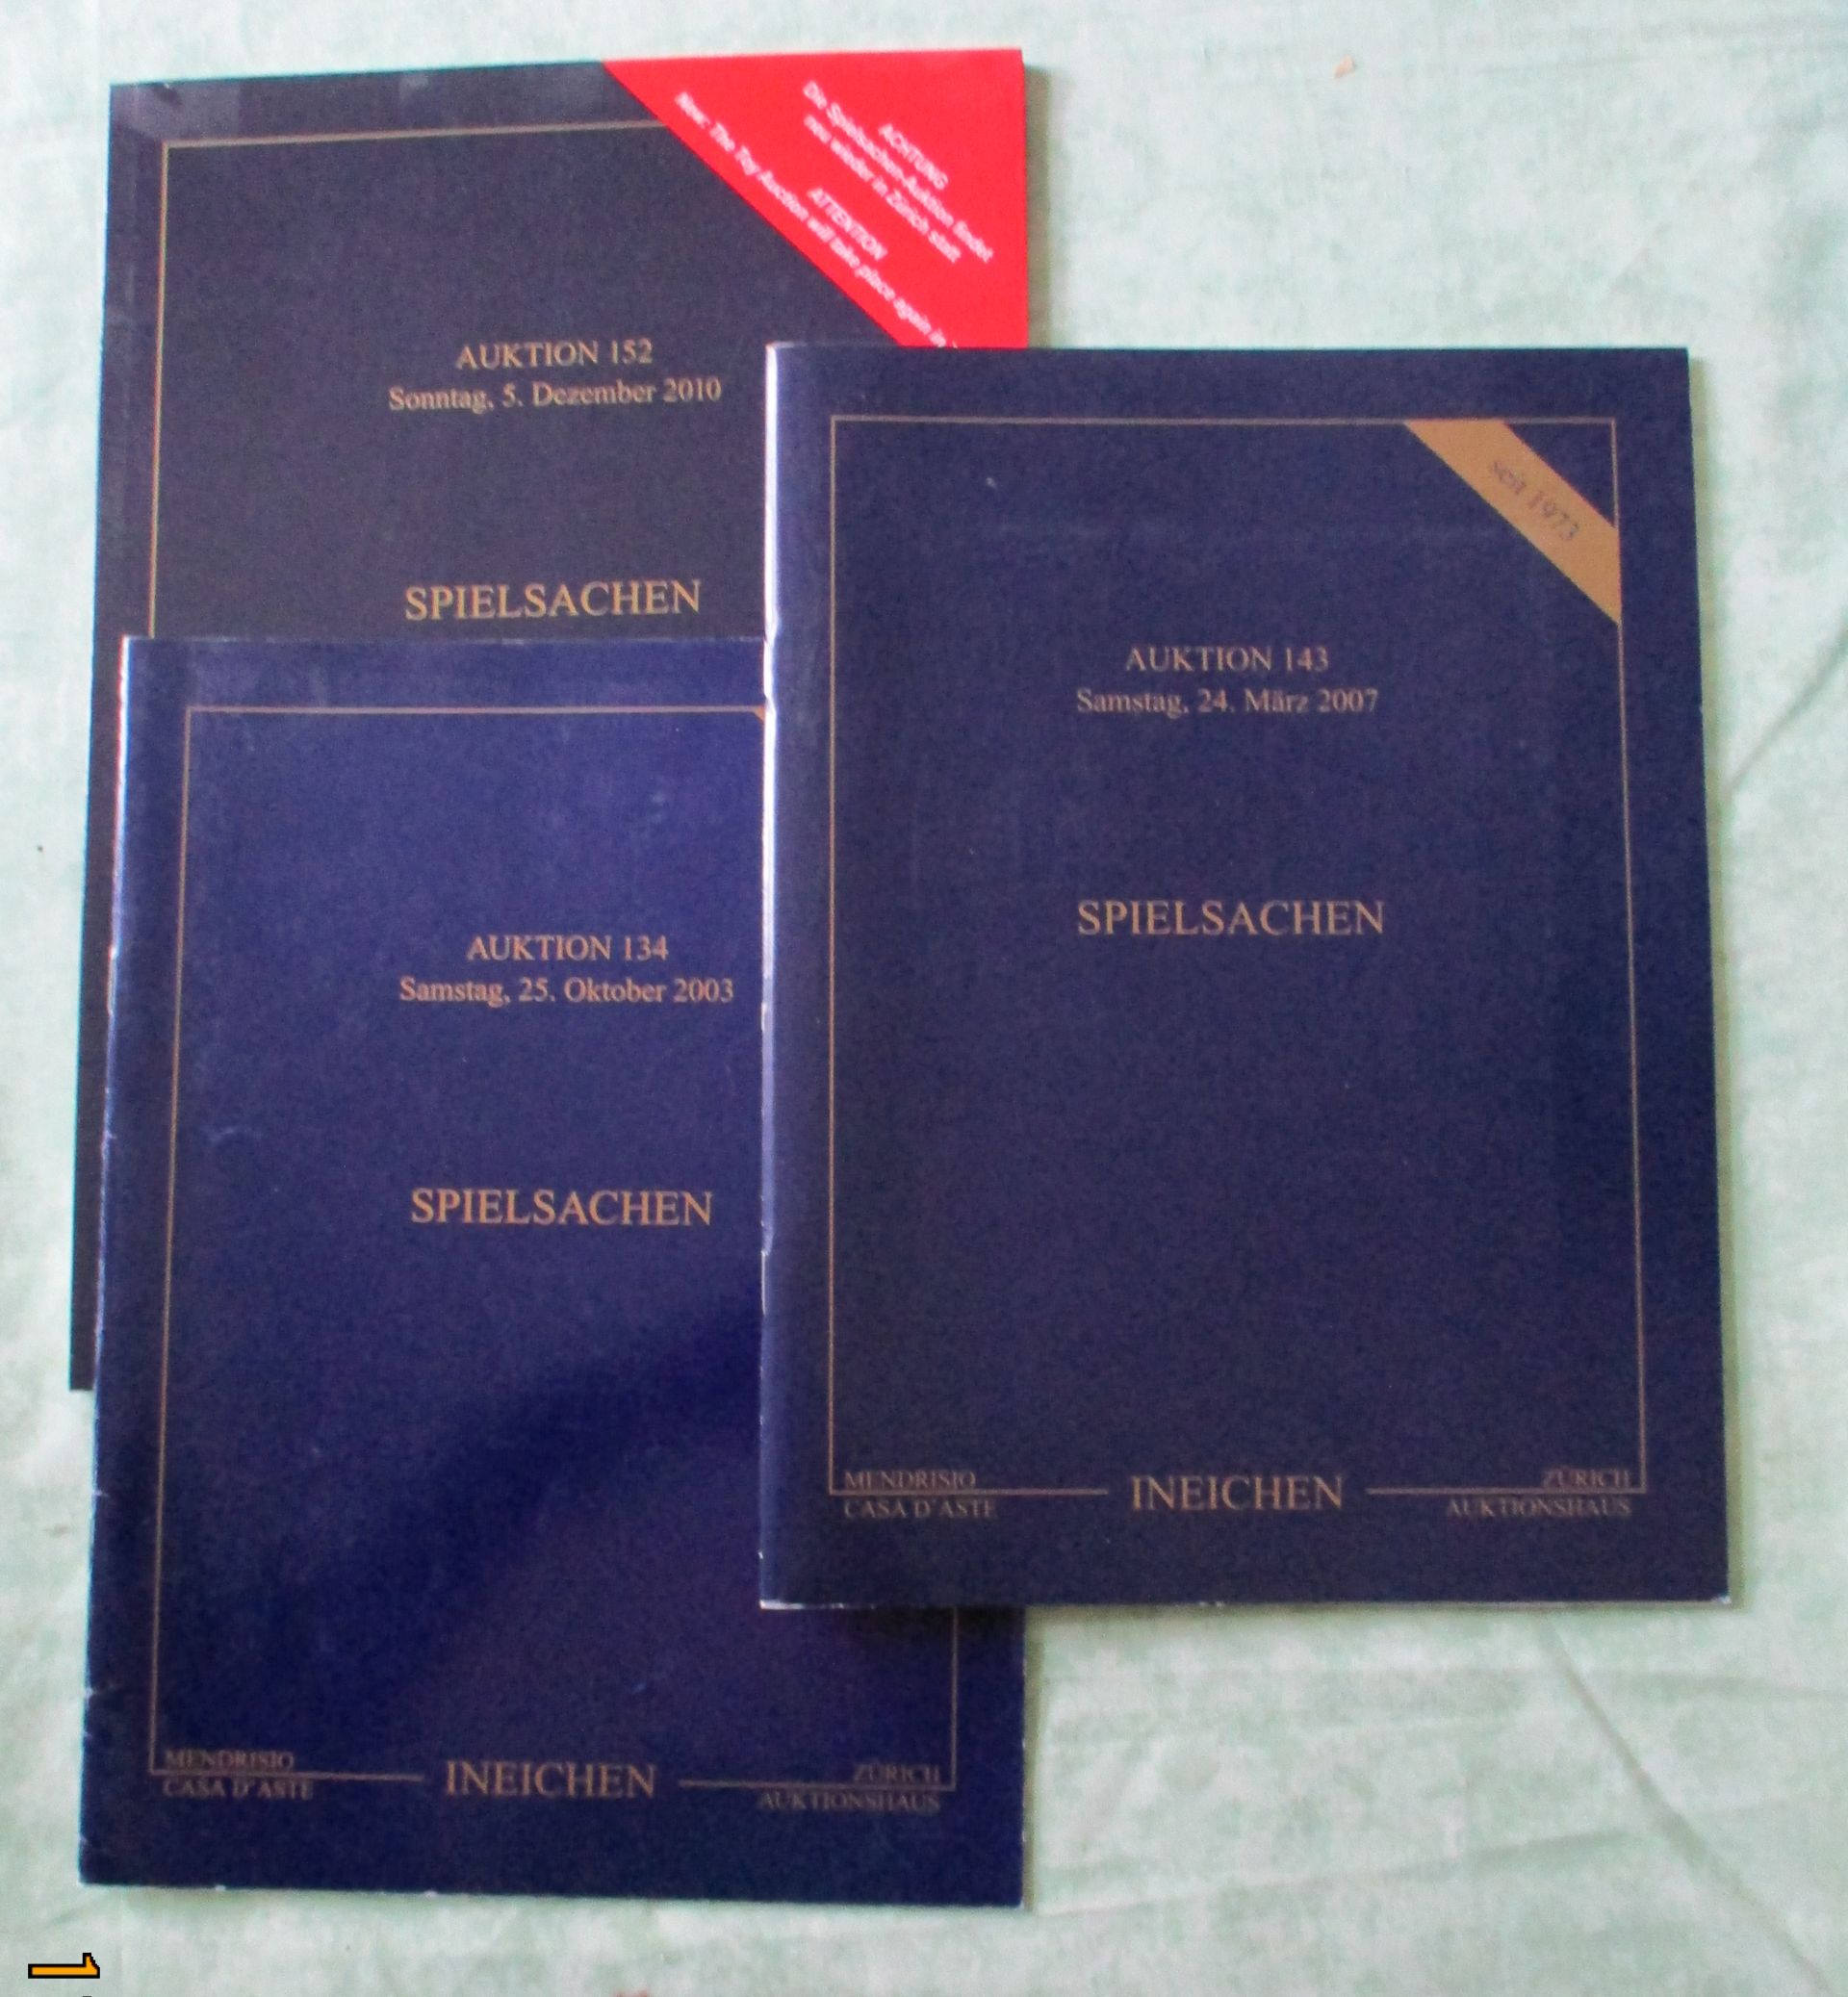 ACHTUNG
Die Spielsachen-Auktion findet
neu wieder in Zürich statt
ATTENTION
New: The Toy Auction will take place again in
AUKTION 152
Sonntag, 5. Dezember 2010
SPIELSACHEN
seit 1973
AUKTION 143
Samstag, 24. März 2007
SPIELSACHEN
MENDRISIO
CASA D'ASTE
INEICHEN
ZÜRICH
AUKTIONSHAUS
AUKTION 134
Samstag, 25. Oktober 2003
SPIELSACHEN
MENDRISIO
CASA D'ASTE
INEICHEN
ZÜRICH
AUKTIONSHAUS
1